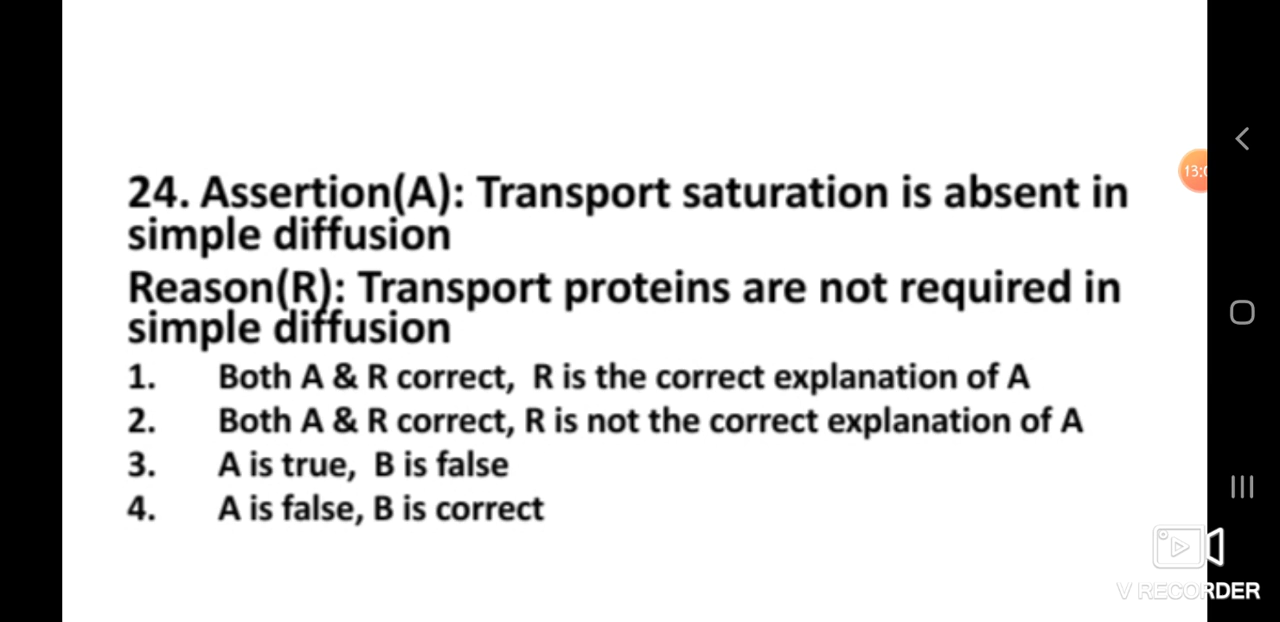 24. Assertion(A): Transport saturation is absent in
simple diffusion
Reason(R): Transport proteins are not required in
simple diffusion
1. Both A & R correct, R is the correct explanation of A
2. Both A & R correct, R is not the correct explanation of A
3. A is true, B is false
4. A is false, B is correct
V RECORDER